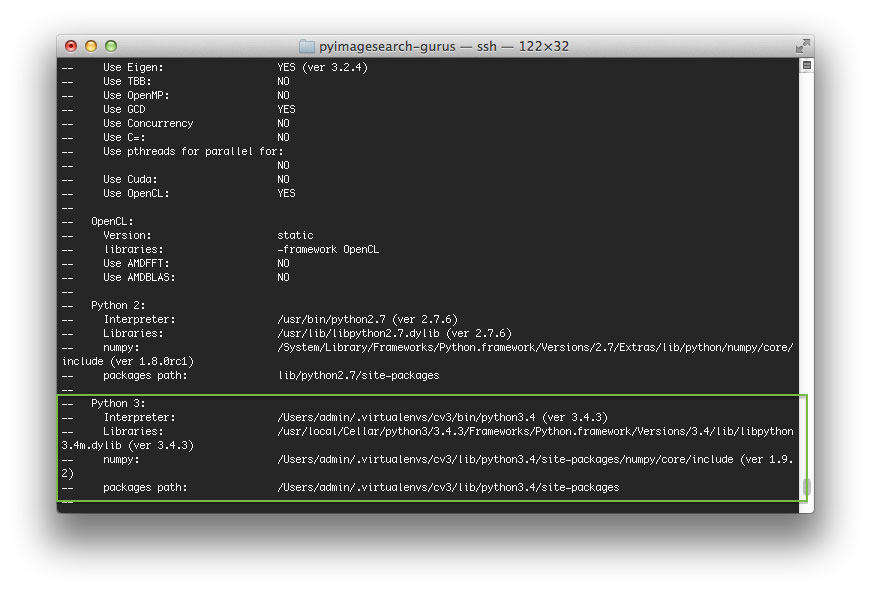 pyimagesearch-gurus — ssh — 122×32
-- Use Eigen: YES (ver 3.2.4)
-- Use TBB: NO
-- Use OpenMP: NO
-- Use GCD YES
-- Use Concurrency NO
-- Use C=: NO
-- Use pthreads for parallel for:
-- NO
-- Use Cuda: NO
-- Use OpenCL: YES
--
-- OpenCL:
-- Version: static
-- libraries: -framework OpenCL
-- Use AMDFFT: NO
-- Use AMDBLAS: NO
--
-- Python 2:
-- Interpreter: /usr/bin/python2.7 (ver 2.7.6)
-- Libraries: /usr/lib/libpython2.7.dylib (ver 2.7.6)
-- numpy: /System/Library/Frameworks/Python.framework/Versions/2.7/Extras/lib/python/numpy/core/
include (ver 1.8.0rc1)
-- packages path: lib/python2.7/site-packages
--
-- Python 3:
-- Interpreter: /Users/admin/.virtualenvs/cv3/bin/python3.4 (ver 3.4.3)
-- Libraries: /usr/local/Cellar/python3/3.4.3/Frameworks/Python.framework/Versions/3.4/lib/libpython
3.4m.dylib (ver 3.4.3)
-- numpy: /Users/admin/.virtualenvs/cv3/lib/python3.4/site-packages/numpy/core/include (ver 1.9.
2)
-- packages path: /Users/admin/.virtualenvs/cv3/lib/python3.4/site-packages
--